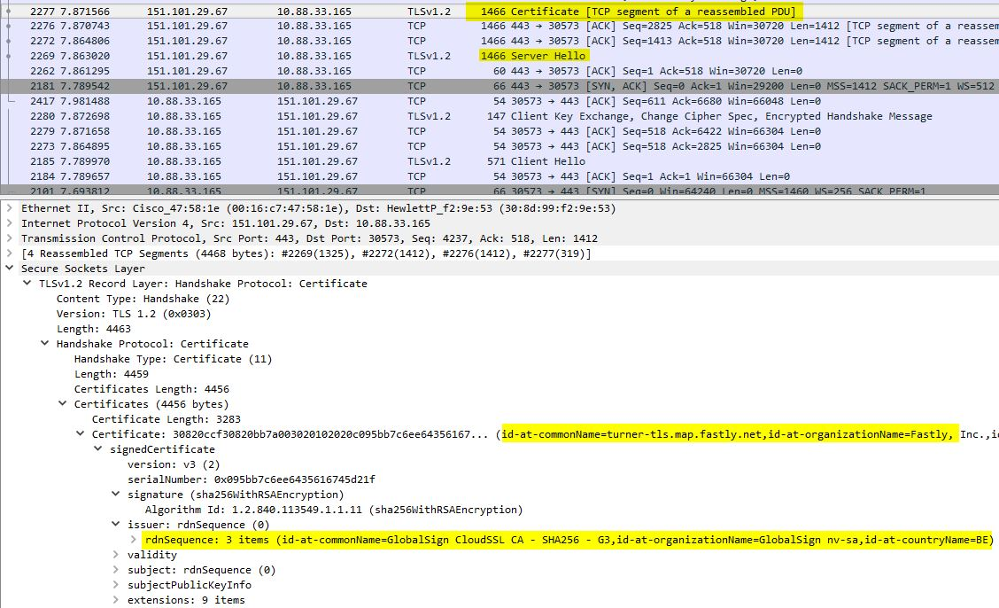 2277 7.871566 151.101.29.67 10.88.33.165 TLSv1.2 1466 Certificate [TCP segment of a reassembled PDU]
2276 7.870743 151.101.29.67 10.88.33.165 TCP 1466 443 → 30573 [ACK] Seq=2825 Ack=518 Win=30720 Len=1412 [TCP segment of a reassem
2272 7.864806 151.101.29.67 10.88.33.165 TCP 1466 443 → 30573 [ACK] Seq=1413 Ack=518 Win=30720 Len=1412 [TCP segment of a reassem
2269 7.863020 151.101.29.67 10.88.33.165 TLSv1.2 1466 Server Hello
2262 7.861295 151.101.29.67 10.88.33.165 TCP 60 443 → 30573 [ACK] Seq=1 Ack=518 Win=30720 Len=0
2181 7.789542 151.101.29.67 10.88.33.165 TCP 66 443 → 30573 [SYN, ACK] Seq=0 Ack=1 Win=29200 Len=0 MSS=1412 SACK_PERM=1 WS=512
2417 7.981488 10.88.33.165 151.101.29.67 TCP 54 30573 → 443 [ACK] Seq=611 Ack=6680 Win=66048 Len=0
2280 7.872698 10.88.33.165 151.101.29.67 TLSv1.2 147 Client Key Exchange, Change Cipher Spec, Encrypted Handshake Message
2279 7.871658 10.88.33.165 151.101.29.67 TCP 54 30573 → 443 [ACK] Seq=518 Ack=6422 Win=66304 Len=0
2273 7.864895 10.88.33.165 151.101.29.67 TCP 54 30573 → 443 [ACK] Seq=518 Ack=2825 Win=66304 Len=0
2185 7.789970 10.88.33.165 151.101.29.67 TLSv1.2 571 Client Hello
2184 7.789657 10.88.33.165 151.101.29.67 TCP 54 30573 → 443 [ACK] Seq=1 Ack=1 Win=66304 Len=0
2101 7.693812 10.88.33.165 151.101.29.67 TCP 66 30573 → 443 [SYN] Seq=0 Win=64240 Len=0 MSS=1460 WS=256 SACK_PERM=1
Ethernet II, Src: Cisco_47:58:1e (00:16:c7:47:58:1e), Dst: HewlettP_f2:9e:53 (30:8d:99:f2:9e:53)
Internet Protocol Version 4, Src: 151.101.29.67, Dst: 10.88.33.165
Transmission Control Protocol, Src Port: 443, Dst Port: 30573, Seq: 4237, Ack: 518, Len: 1412
[4 Reassembled TCP Segments (4468 bytes): #2269(1325), #2272(1412), #2276(1412), #2277(319)]
Secure Sockets Layer
TLSv1.2 Record Layer: Handshake Protocol: Certificate
Content Type: Handshake (22)
Version: TLS 1.2 (0x0303)
Length: 4463
Handshake Protocol: Certificate
Handshake Type: Certificate (11)
Length: 4459
Certificates Length: 4456
Certificates (4456 bytes)
Certificate Length: 3283
Certificate: 30820ccf30820bb7a003020102020c095bb7c6ee64356167... (id-at-commonName=turner-tls.map.fastly.net,id-at-organizationName=Fastly, Inc.,i
signedCertificate
version: v3 (2)
serialNumber: 0x095bb7c6ee6435616745d21f
signature (sha256WithRSAEncryption)
Algorithm Id: 1.2.840.113549.1.1.11 (sha256WithRSAEncryption)
issuer: rdnSequence (0)
rdnSequence: 3 items (id-at-commonName=GlobalSign CloudSSL CA - SHA256 - G3,id-at-organizationName=GlobalSign nv-sa,id-at-countryName=BE)
validity
subject: rdnSequence (0)
subjectPublicKeyInfo
extensions: 9 items